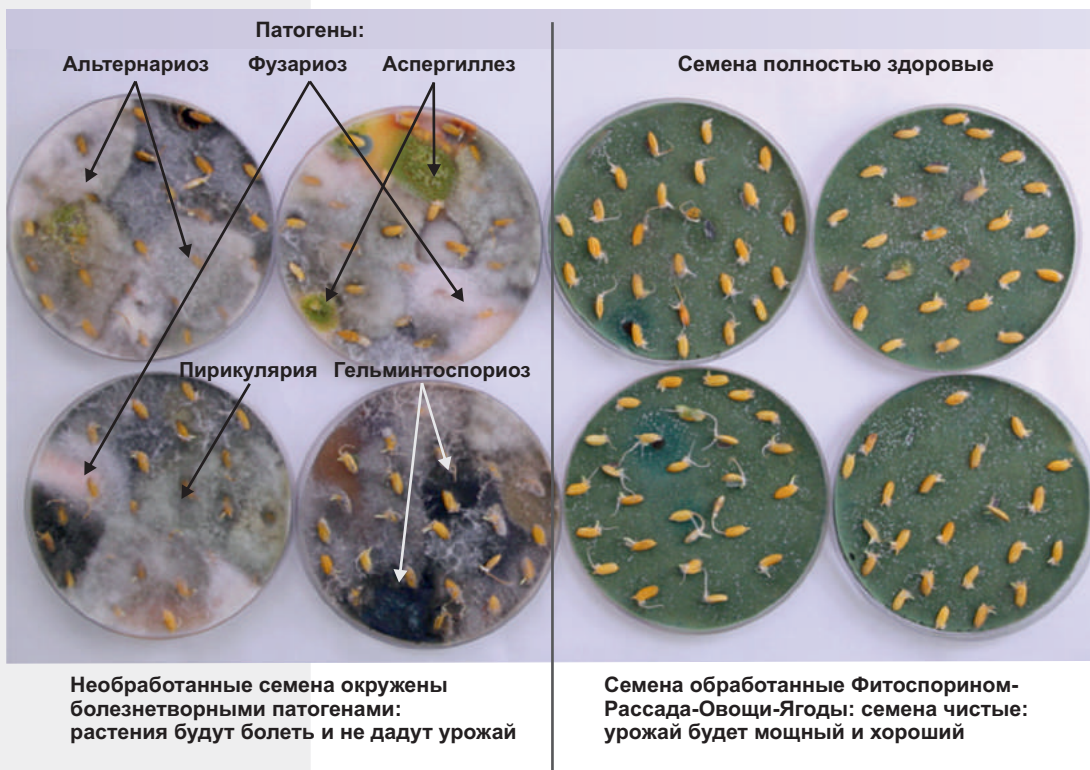 Патогены:
Альтернариоз Фузариоз Аспергиллез
Семена полностью здоровые
Пирикулярия Гельминтоспориоз
Необработанные семена окружены
болезнетворными патогенами:
растения будут болеть и не дадут урожай
Семена обработанные Фитоспорином-
Рассада-Овощи-Ягоды: семена чистые:
урожай будет мощный и хороший